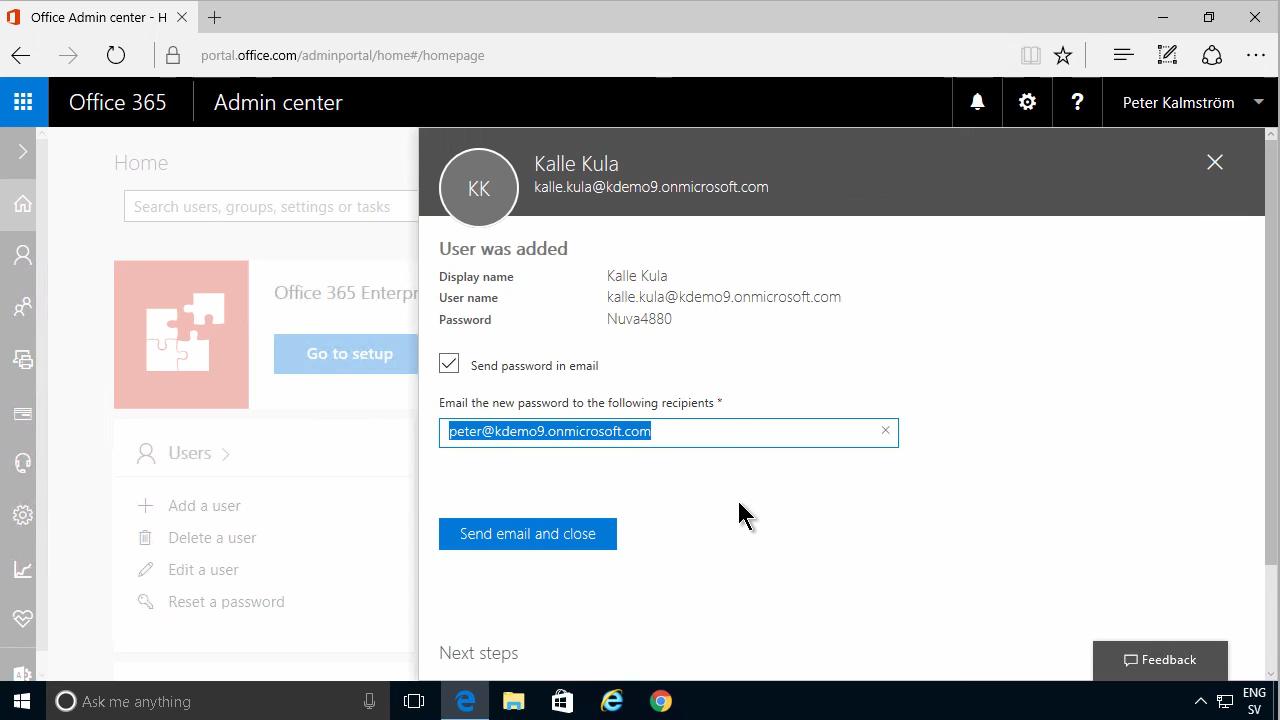 Office Admin center - H
portal.office.com/adminportal/home#/homepage
Office 365
Admin center
?
Peter Kalmström
Home
Search users, groups, settings or tasks
Office 365 Enterpr
Go to setup
Users
Add a user
Delete a user
Edit a user
Reset a password
KK
Kalle Kula
kalle.kula@kdemo9.onmicrosoft.com
User was added
Display name Kalle Kula
User name kalle.kula@kdemo9.onmicrosoft.com
Password Nuva4880
Send password in email
Email the new password to the following recipients *
peter@kdemo9.onmicrosoft.com
Send email and close
Next steps
Feedback
Ask me anything
ENG
SV